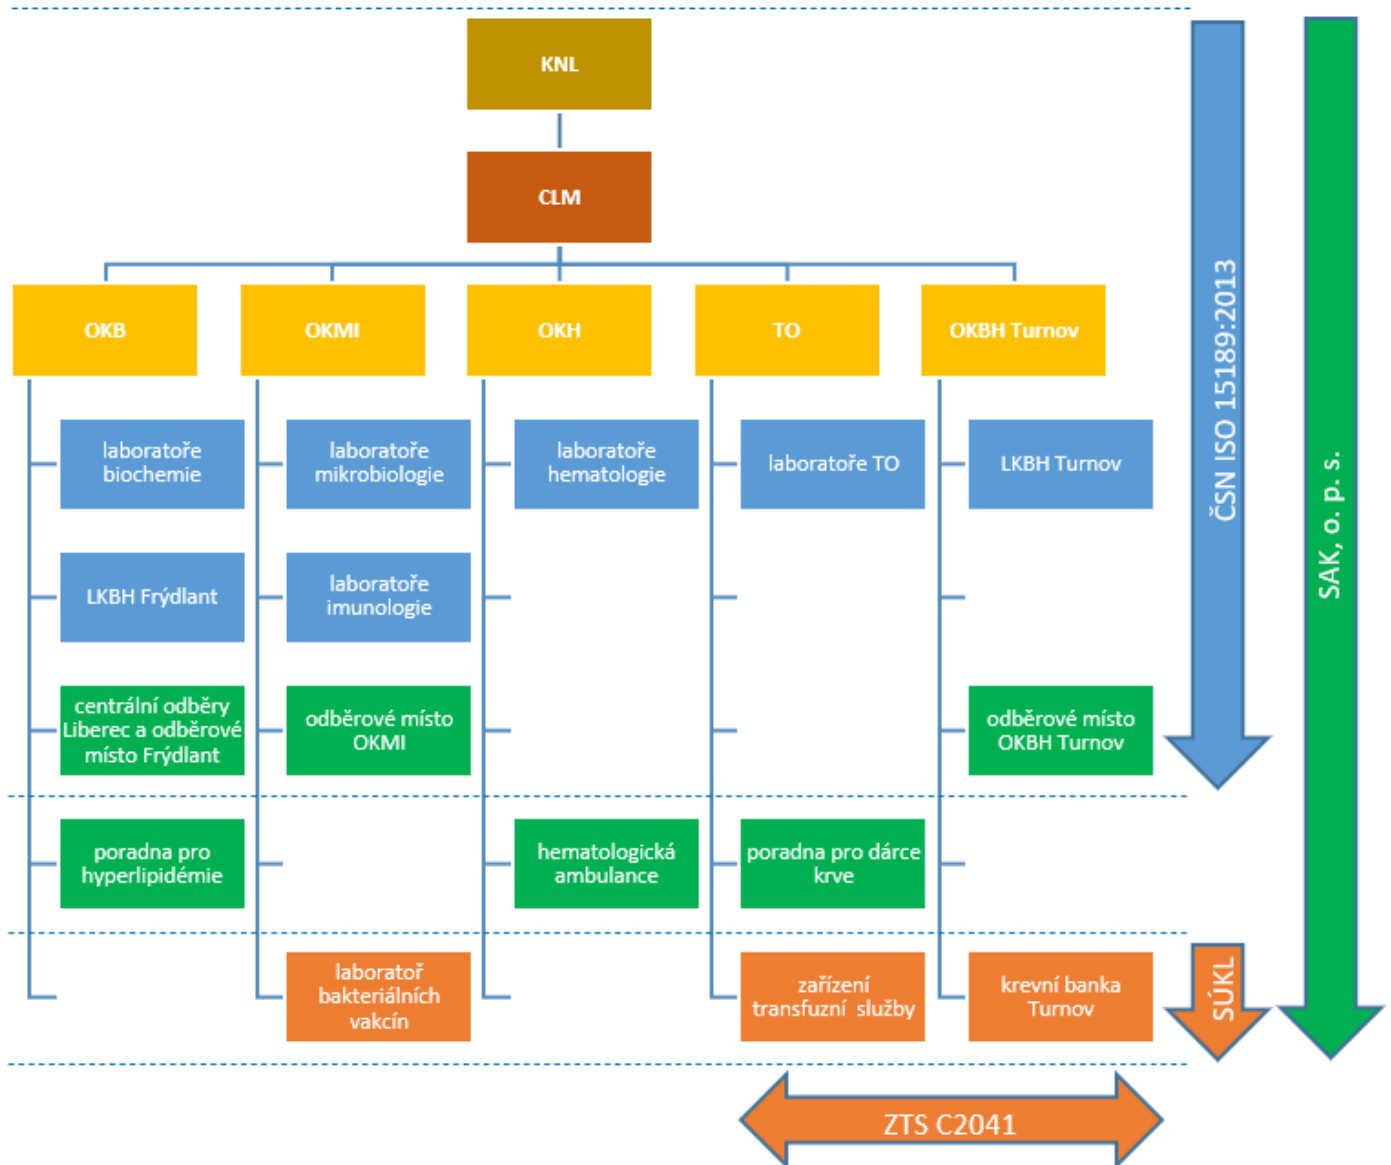 KNL
CLM
OKB
OKMI
OKH
TO
OKBH Turnov
laboratoře
biochemie
laboratoře
mikrobiologie
laboratoře
hematologie
laboratoře TO
LKBH Turnov
LKBH Frýdlant
laboratoře
imunologie
centrální odběry
Liberec a odběrové
místo Frýdlant
odběrové místo
OKMI
odběrové místo
OKBH Turnov
poradna pro
hyperlipidémie
hematologická
ambulance
poradna pro dárce
krve
laboratoř
bakteriálních
vakcín
zařízení
transfuzní služby
krevní banka
Turnov
ČSN ISO 15189:2013
SAK, o. p. s.
SÚKL
ZTS C2041